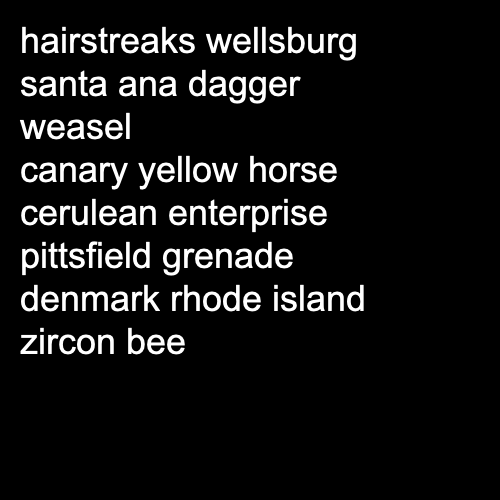 hairstreaks wellsburg
santa ana dagger
weasel
canary yellow horse
cerulean enterprise
pittsfield grenade
denmark rhode island
zircon bee